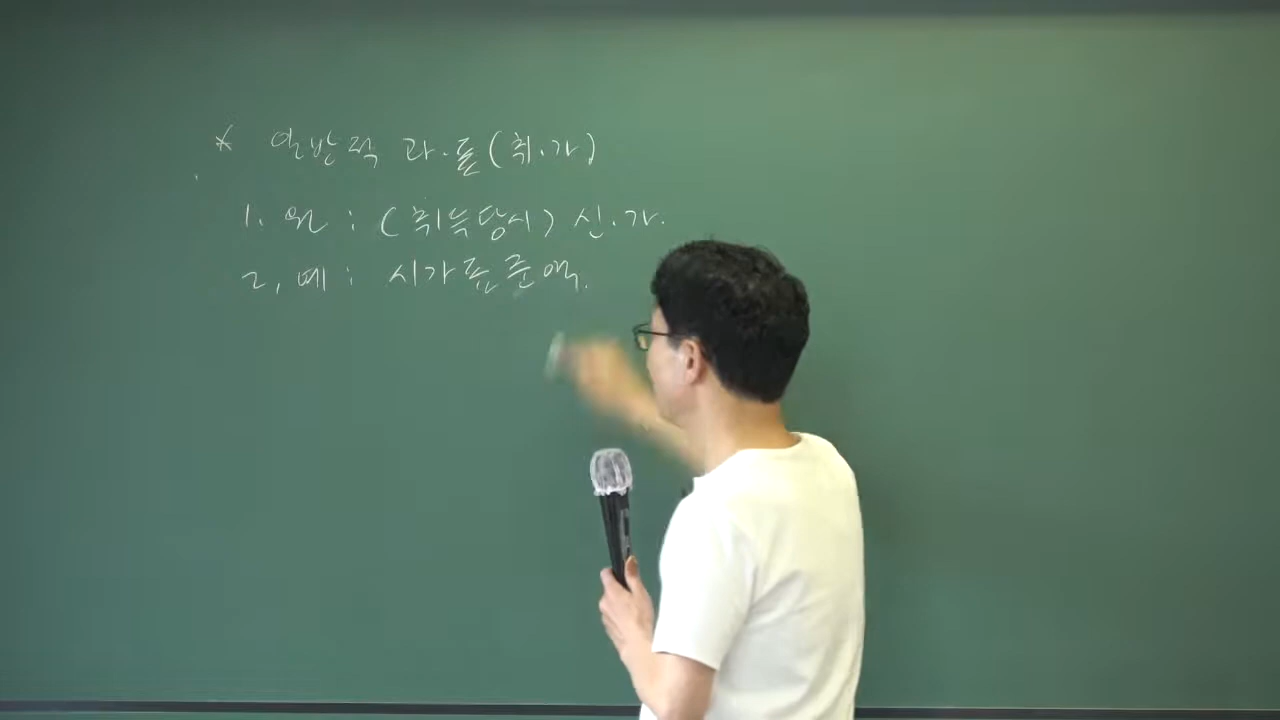 * 일반적 과·표(취·가)
1. 원 : (취득당시) 신·가.
2, 예 : 시가표준액.